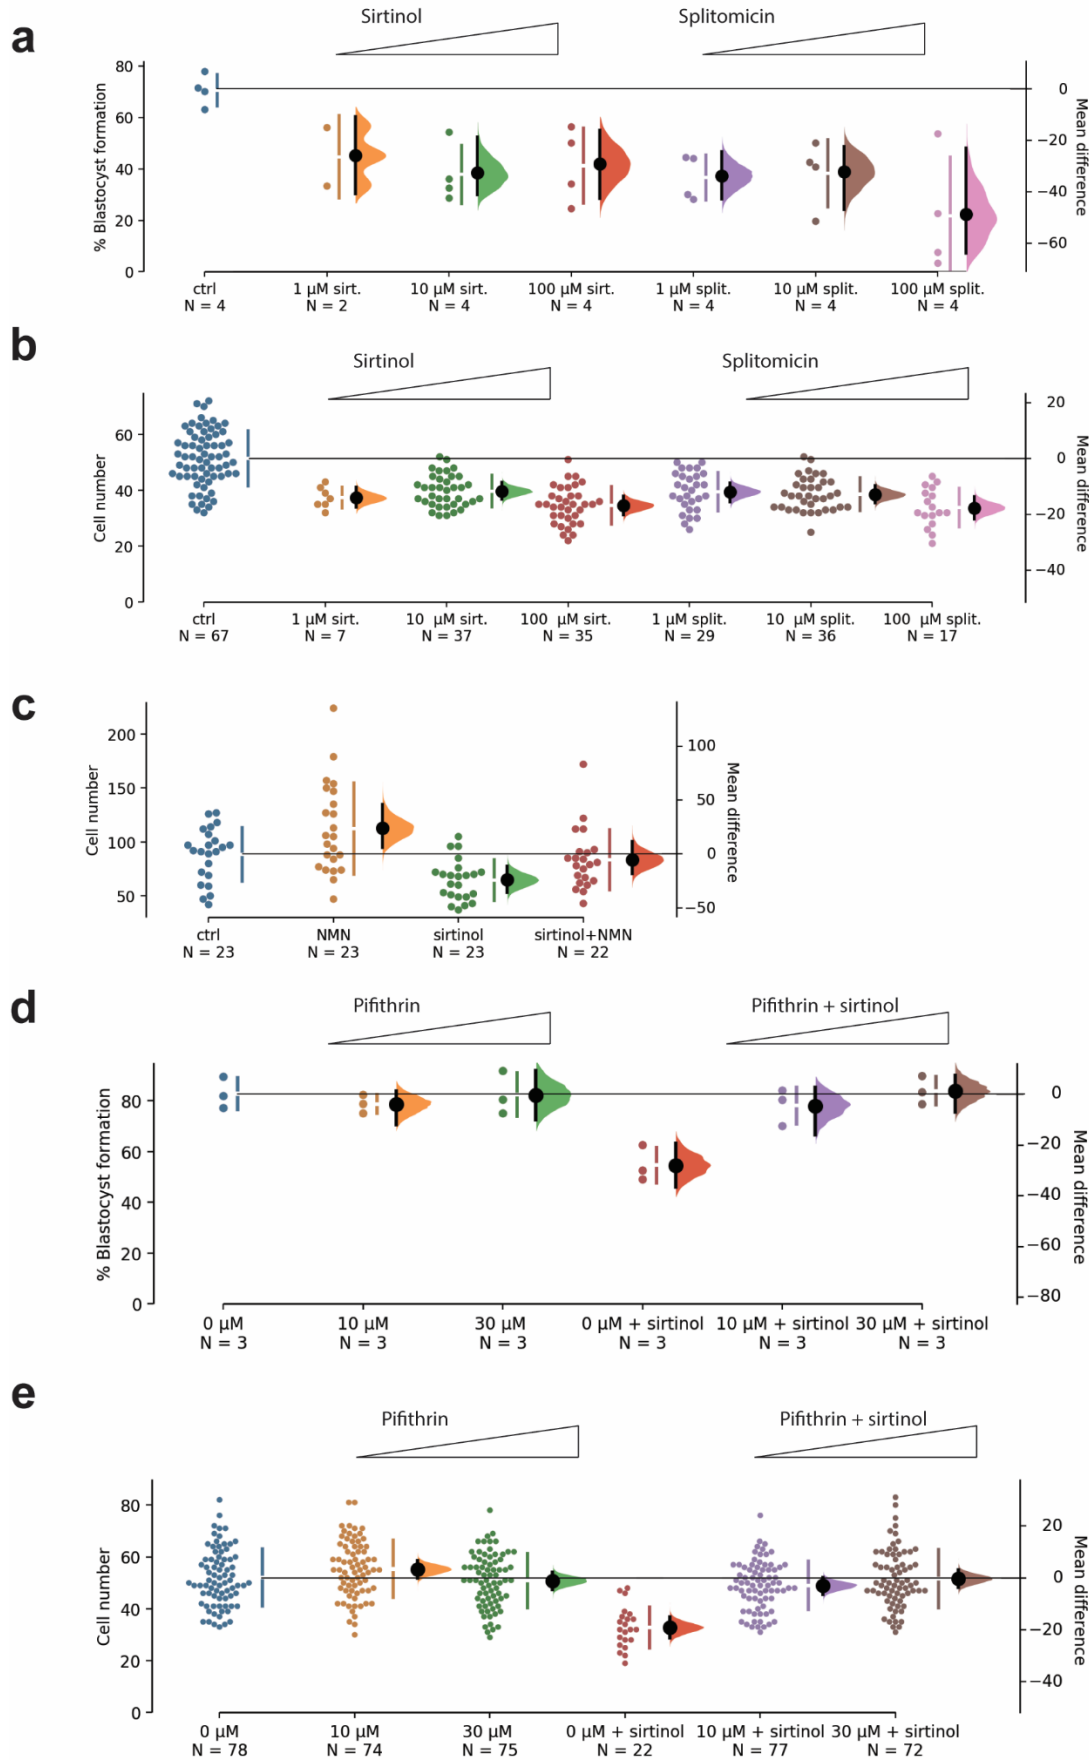 a
Sirtinol Splitomicin
80
60
40
20
0
% Blastocyst formation
0
−20
−40
−60
Mean difference
ctrl 1 μM sirt. 10 μM sirt. 100 μM sirt. 1 μM split. 10 μM split. 100 μM split.
N = 4 N = 2 N = 4 N = 4 N = 4 N = 4 N = 4
b
Sirtinol Splitomicin
60
40
20
0
Cell number
20
0
−20
−40
Mean difference
ctrl 1 μM sirt. 10 μM sirt. 100 μM sirt. 1 μM split. 10 μM split. 100 μM split.
N = 67 N = 7 N = 37 N = 35 N = 29 N = 36 N = 17
c
200
150
100
50
Cell number
100
50
0
−50
Mean difference
ctrl NMN sirtinol sirtinol+NMN
N = 23 N = 23 N = 23 N = 22
d
Pifithrin Pifithrin + sirtinol
80
60
40
20
0
% Blastocyst formation
0
−20
−40
−60
−80
Mean difference
0 μM 10 μM 30 μM 0 μM + sirtinol 10 μM + sirtinol 30 μM + sirtinol
N = 3 N = 3 N = 3 N = 3 N = 3 N = 3
e
Pifithrin Pifithrin + sirtinol
80
60
40
20
0
Cell number
20
0
−20
−40
Mean difference
0 μM 10 μM 30 μM 0 μM + sirtinol 10 μM + sirtinol 30 μM + sirtinol
N = 78 N = 74 N = 75 N = 22 N = 77 N = 72